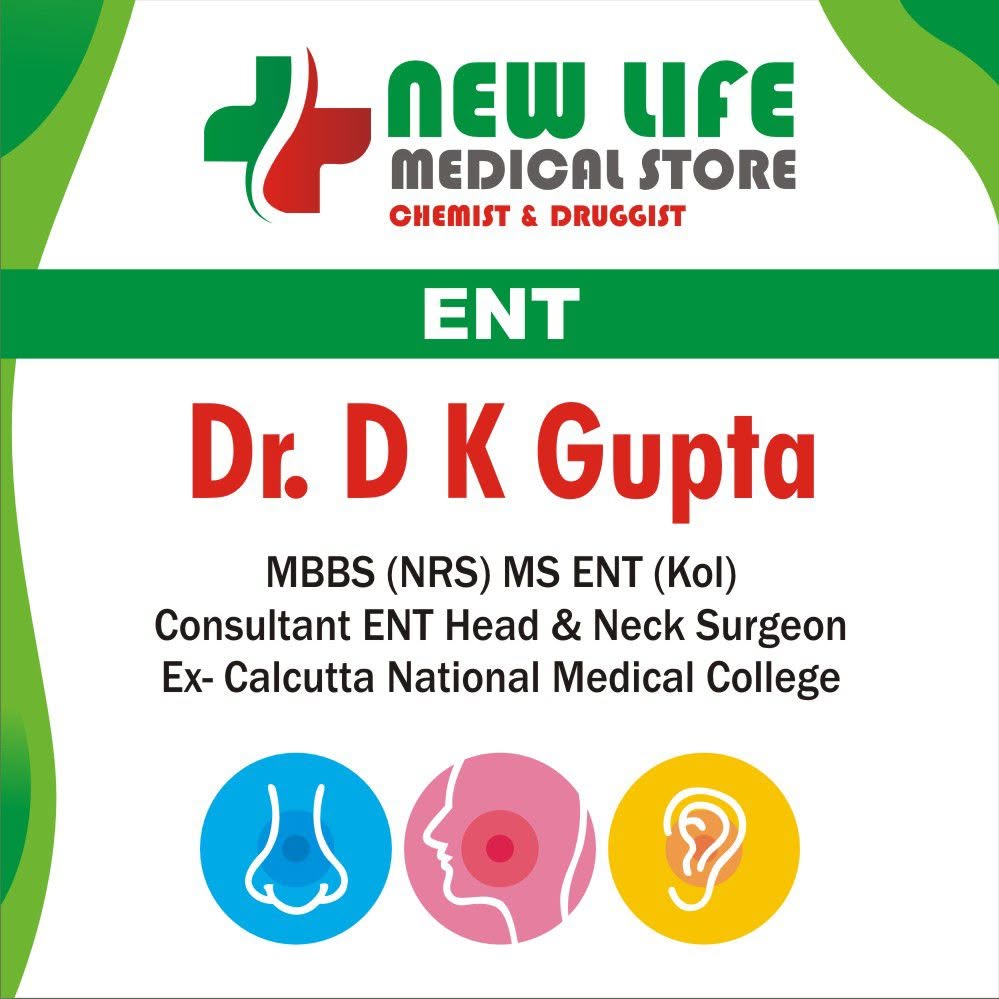 NEW LIFE
MEDICAL STORE
CHEMIST & DRUGGIST
ENT
Dr. D K Gupta
MBBS (NRS) MS ENT (Kol)
Consultant ENT Head & Neck Surgeon
Ex- Calcutta National Medical College